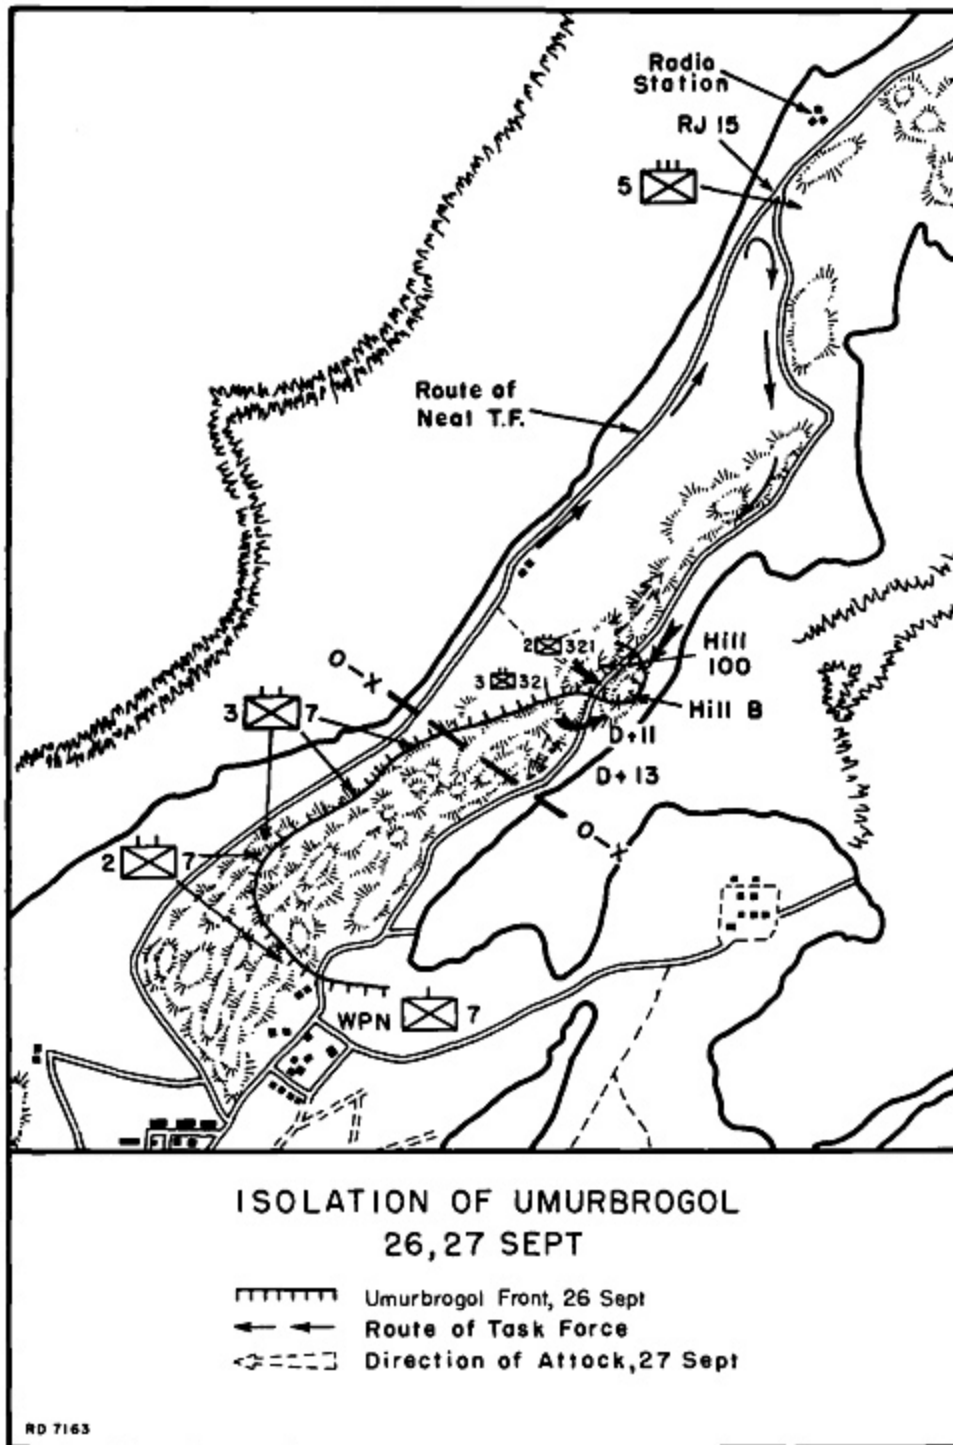 Radio
Station
RJ 15
5
Route of
Neal T.F.
2 321
Hill
100
O-X
3 321
Hill B
3 7
D+11
D+13
O-X
2 7
WPN 7
ISOLATION OF UMURBROGOL
26,27 SEPT
Umurbrogol Front, 26 Sept
Route of Task Force
Direction of Attack,27 Sept
RD 7163